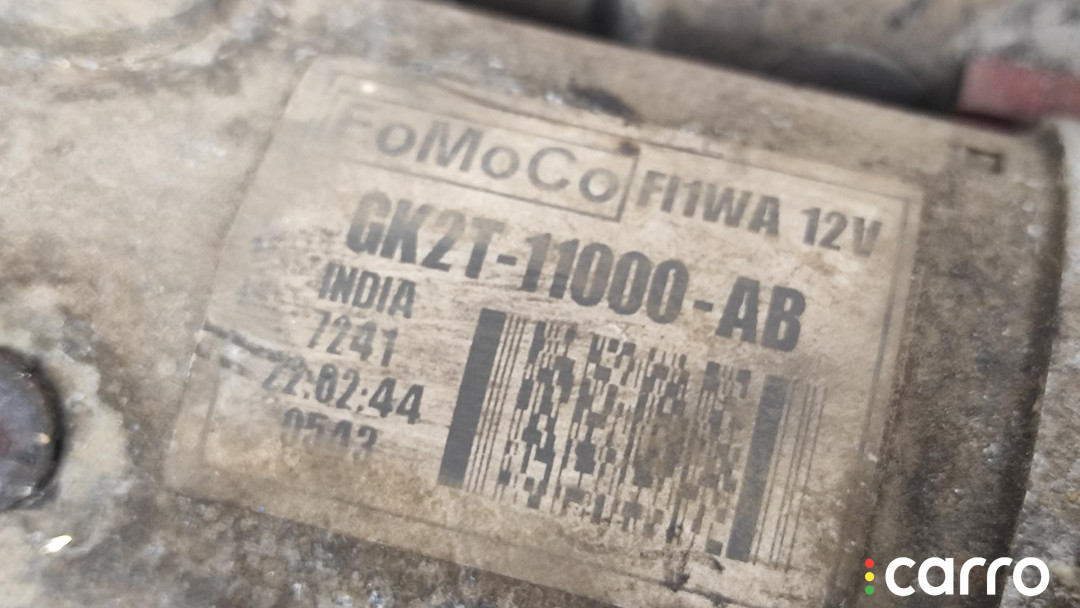 FoMoCo FI1WA 12V
GK2T-11000-AB
INDIA
7241
22:02:44
0543
carro